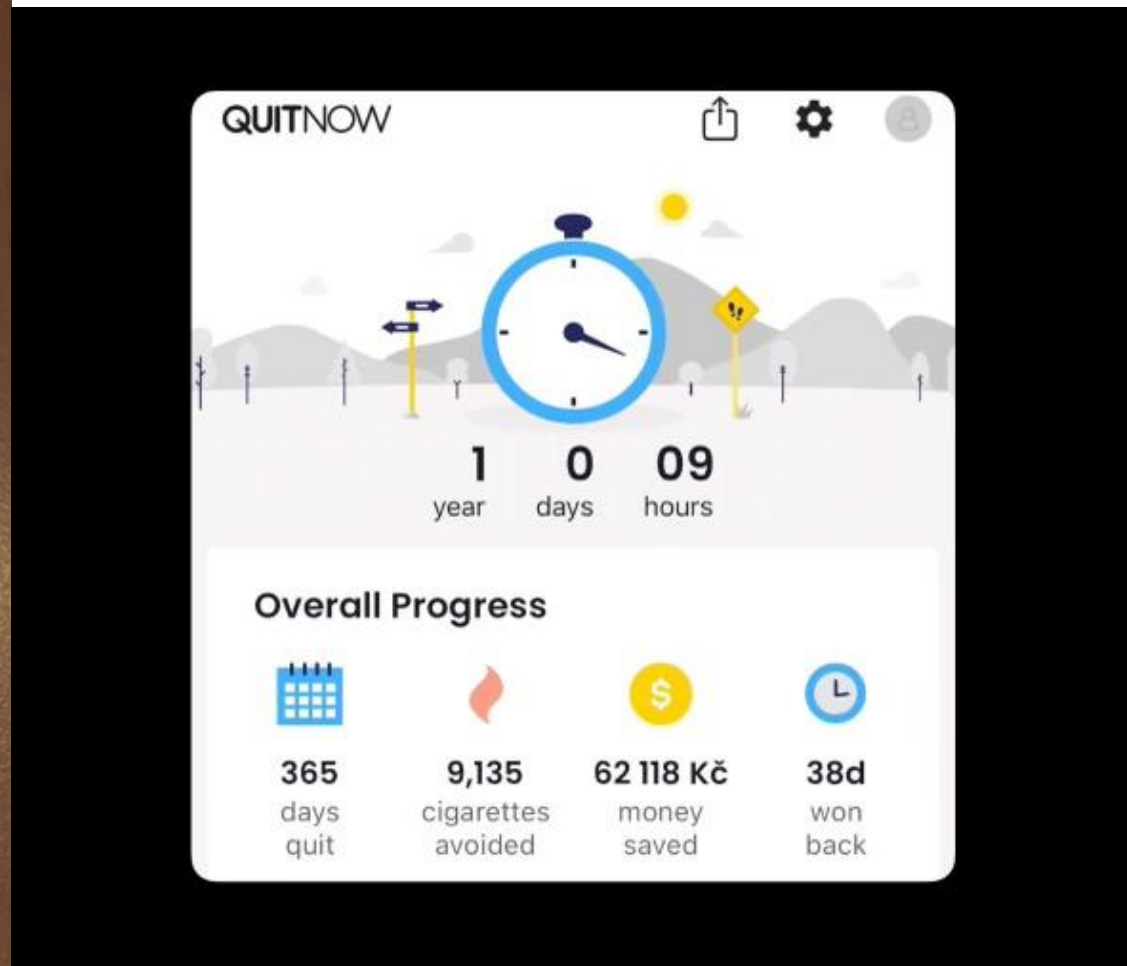 QUITNOW
1 0 09
year days hours
Overall Progress
$
365 9,135 62 118 Kč 38d
days cigarettes money won
quit avoided saved back